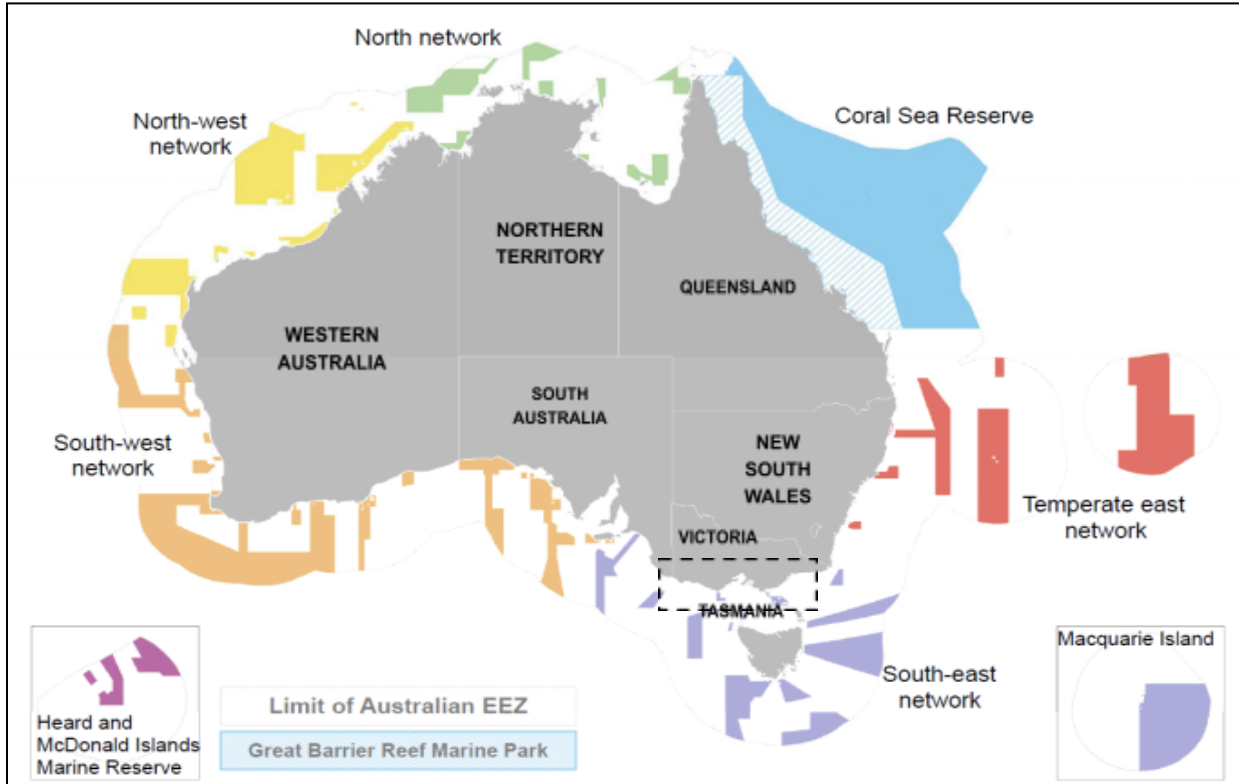 North network
North-west
network
Coral Sea Reserve
NORTHERN
TERRITORY
QUEENSLAND
WESTERN
AUSTRALIA
SOUTH
AUSTRALIA
South-west
network
NEW
SOUTH
WALES
Temperate east
network
VICTORIA
TASMANIA
Macquarie Island
South-east
network
Heard and
McDonald Islands
Marine Reserve
Limit of Australian EEZ
Great Barrier Reef Marine Park